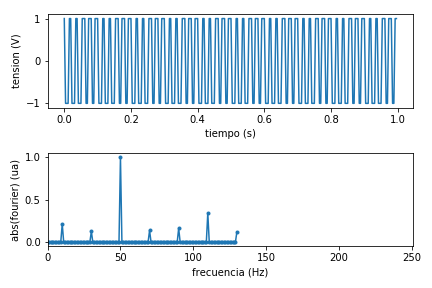 1
0
−1
tension (V)
0.0 0.2 0.4 0.6 0.8 1.0
tiempo (s)
1.0
0.5
0.0
abs(fourier) (ua)
0 50 100 150 200 250
frecuencia (Hz)